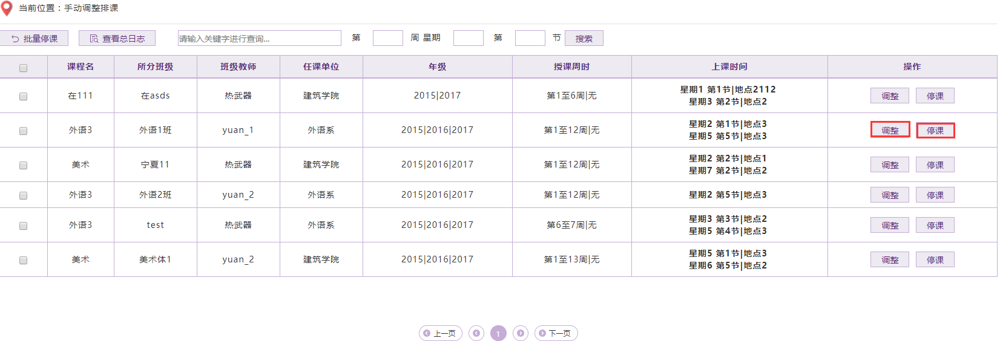 当前位置：手动调整排课
批量停课 查看总日志 请输入关键字进行查询... 第 周 星期 第 节 搜索
课程名 所分班级 班级教师 任课单位 年级 授课周时 上课时间 操作
在111 在asds 热武器 建筑学院 2015|2017 第1至6周|无 星期1 第1节|地点2112 调整 停课
星期3 第2节|地点2
外语3 外语1班 yuan_1 外语系 2015|2016|2017 第1至12周|无 星期2 第1节|地点3 调整 停课
星期5 第5节|地点3
美术 宁夏11 热武器 建筑学院 2015|2016|2017 第1至12周|无 星期2 第2节|地点1 调整 停课
星期7 第2节|地点2
外语3 外语2班 yuan_2 外语系 2015|2016|2017 第1至12周|无 星期2 第5节|地点3 调整 停课
外语3 test 热武器 外语系 2015|2016|2017 第6至7周|无 星期3 第3节|地点2 调整 停课
星期5 第4节|地点3
美术 美术体1 yuan_2 建筑学院 2015|2016|2017 第1至13周|无 星期5 第1节|地点3 调整 停课
星期6 第5节|地点2
上一页 1 下一页